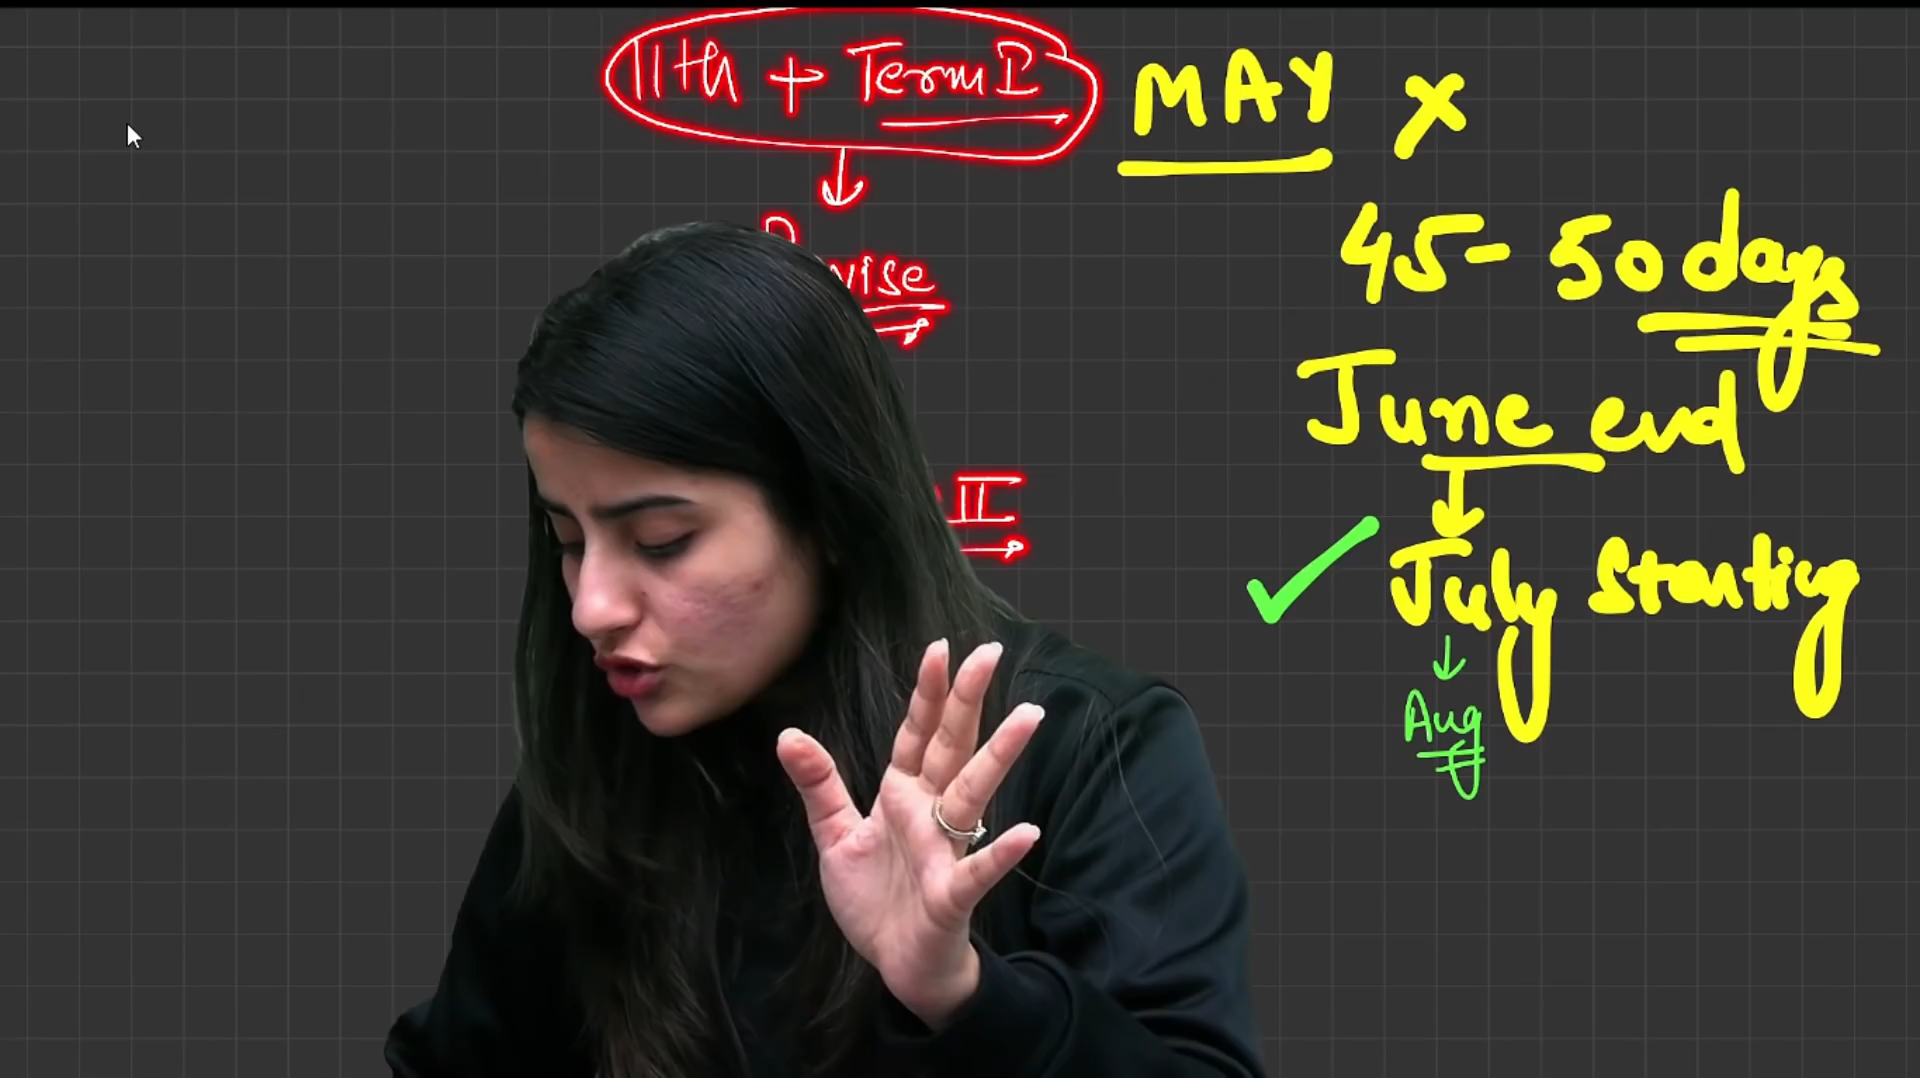 11th + Term I
MAY x
45-50 days
II
June end
July Starting
Aug